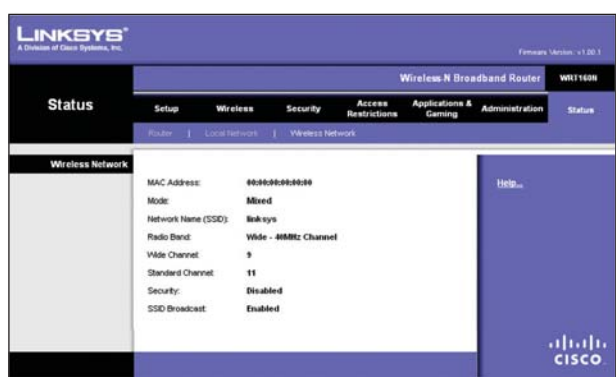 LINKSYS®
A Division of Cisco Systems, Inc.
Firmware Version: v1.00.1
Wireless-N Broadband Router WRT160N
Status
Setup Wireless Security Access Restrictions Applications & Gaming Administration Status
Router | Local Network | Wireless Network
Wireless Network
MAC Address: 00:00:00:00:00:00
Help...
Mode: Mixed
Network Name (SSID): linksys
Radio Band: Wide - 40MHz Channel
Wide Channel: 9
Standard Channel: 11
Security: Disabled
SSID Broadcast: Enabled
CISCO